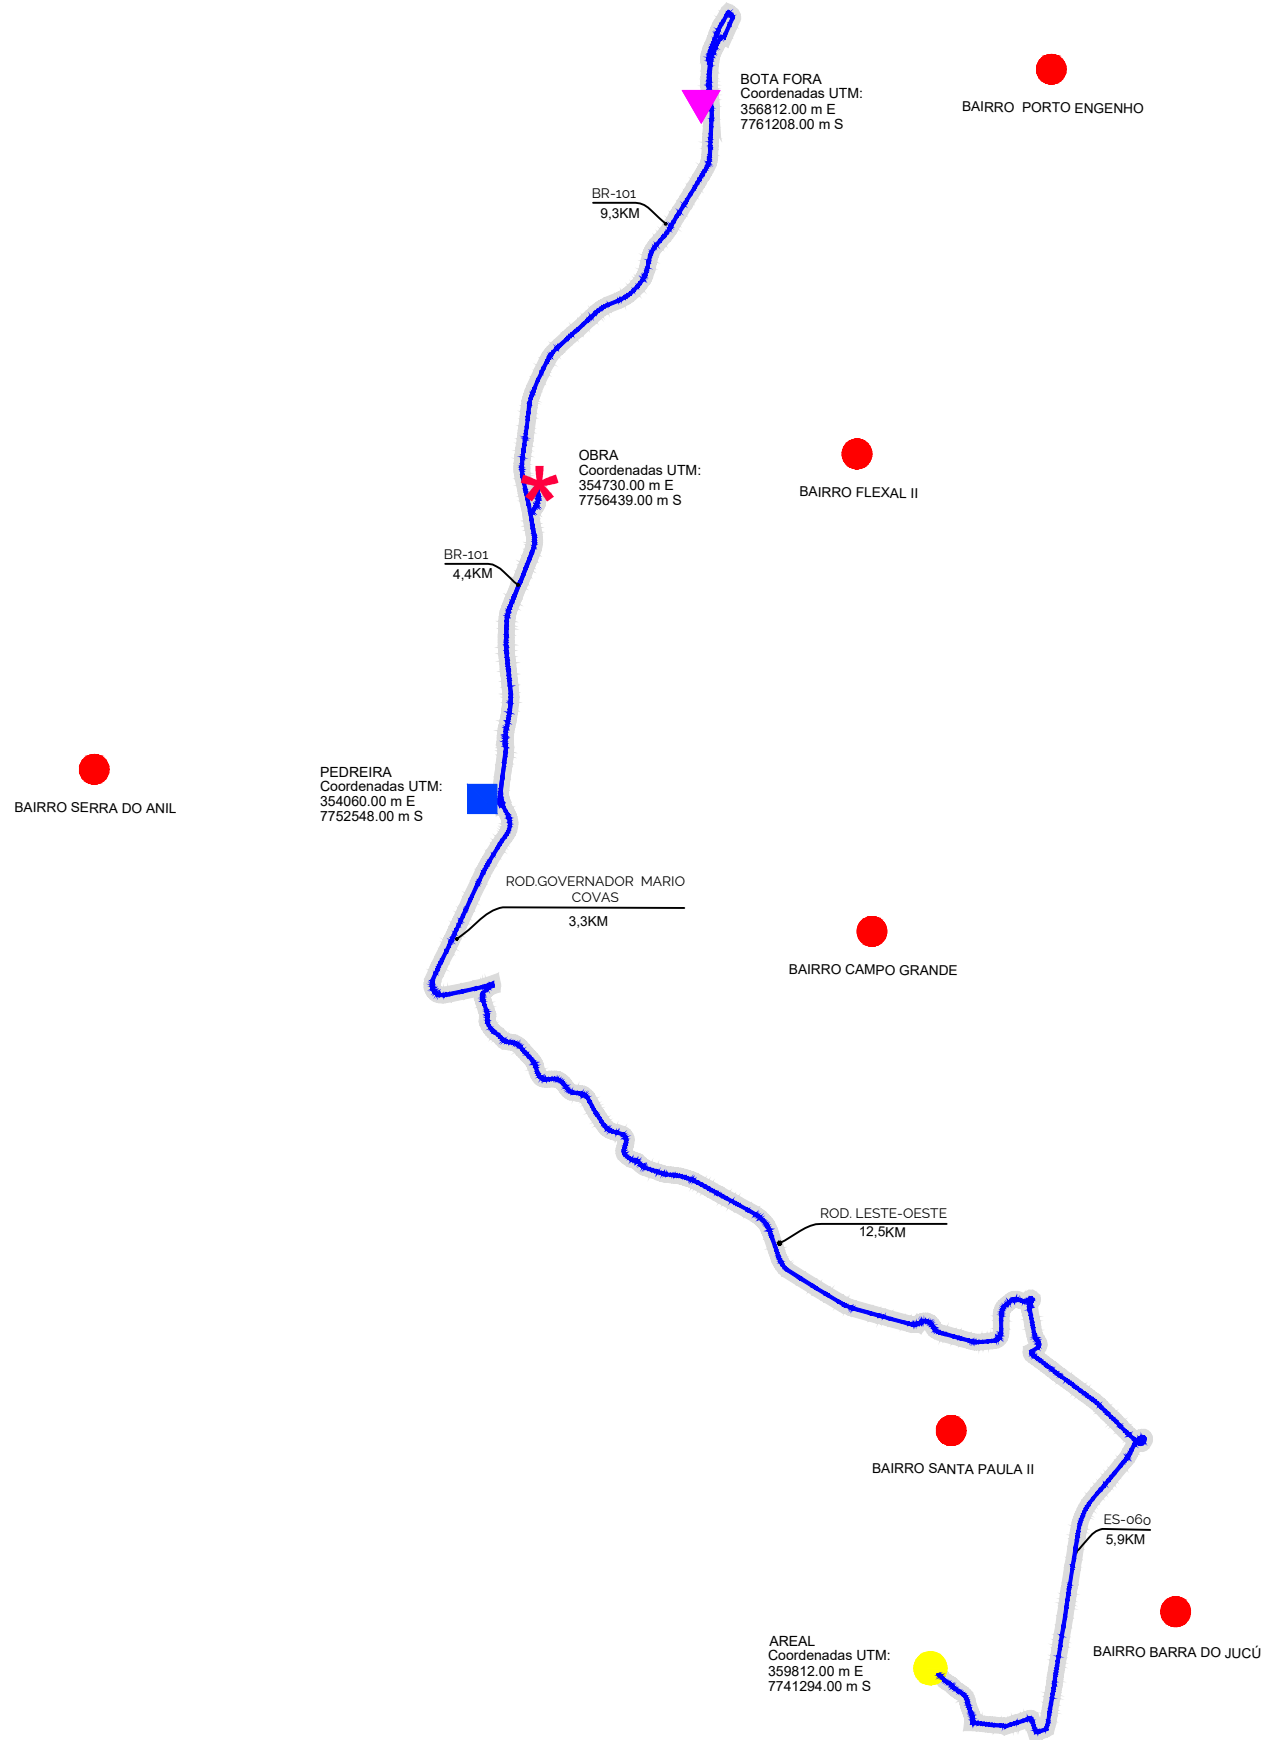 BOTA FORA
Coordenadas UTM:
356812.00 m E
7761208.00 m S
BAIRRO PORTO ENGENHO
BR-101
9,3KM
OBRA
Coordenadas UTM:
354730.00 m E
7756439.00 m S
BAIRRO FLEXAL II
BR-101
4,4KM
PEDREIRA
Coordenadas UTM:
354060.00 m E
7752548.00 m S
BAIRRO SERRA DO ANIL
ROD.GOVERNADOR MARIO
COVAS
3,3KM
BAIRRO CAMPO GRANDE
ROD. LESTE-OESTE
12,5KM
BAIRRO SANTA PAULA II
ES-060
5,9KM
AREAL
Coordenadas UTM:
359812.00 m E
7741294.00 m S
BAIRRO BARRA DO JUCÚ